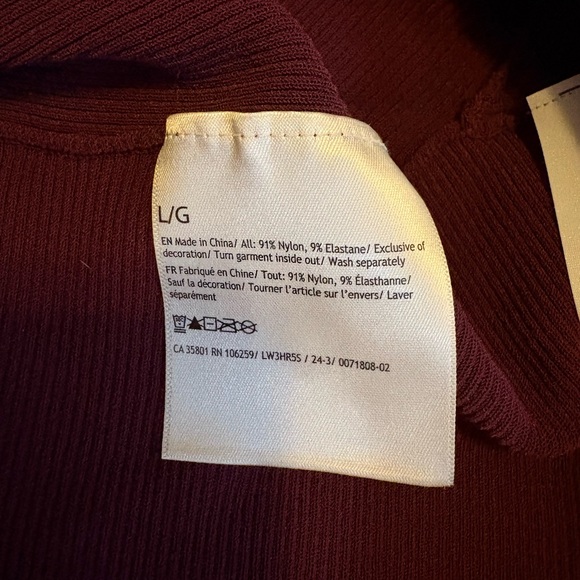 L/G
EN Made in China/ All: 91% Nylon, 9% Elastane/ Exclusive of
decoration/ Turn garment inside out/ Wash separately
FR Fabriqué en Chine/ Tout: 91% Nylon, 9% Élasthanne/
Sauf la décoration/ Tourner l'article sur l'envers/ Laver
séparément
CA 35801 RN 106259/ LW3HR5S / 24-3/ 0071808-02